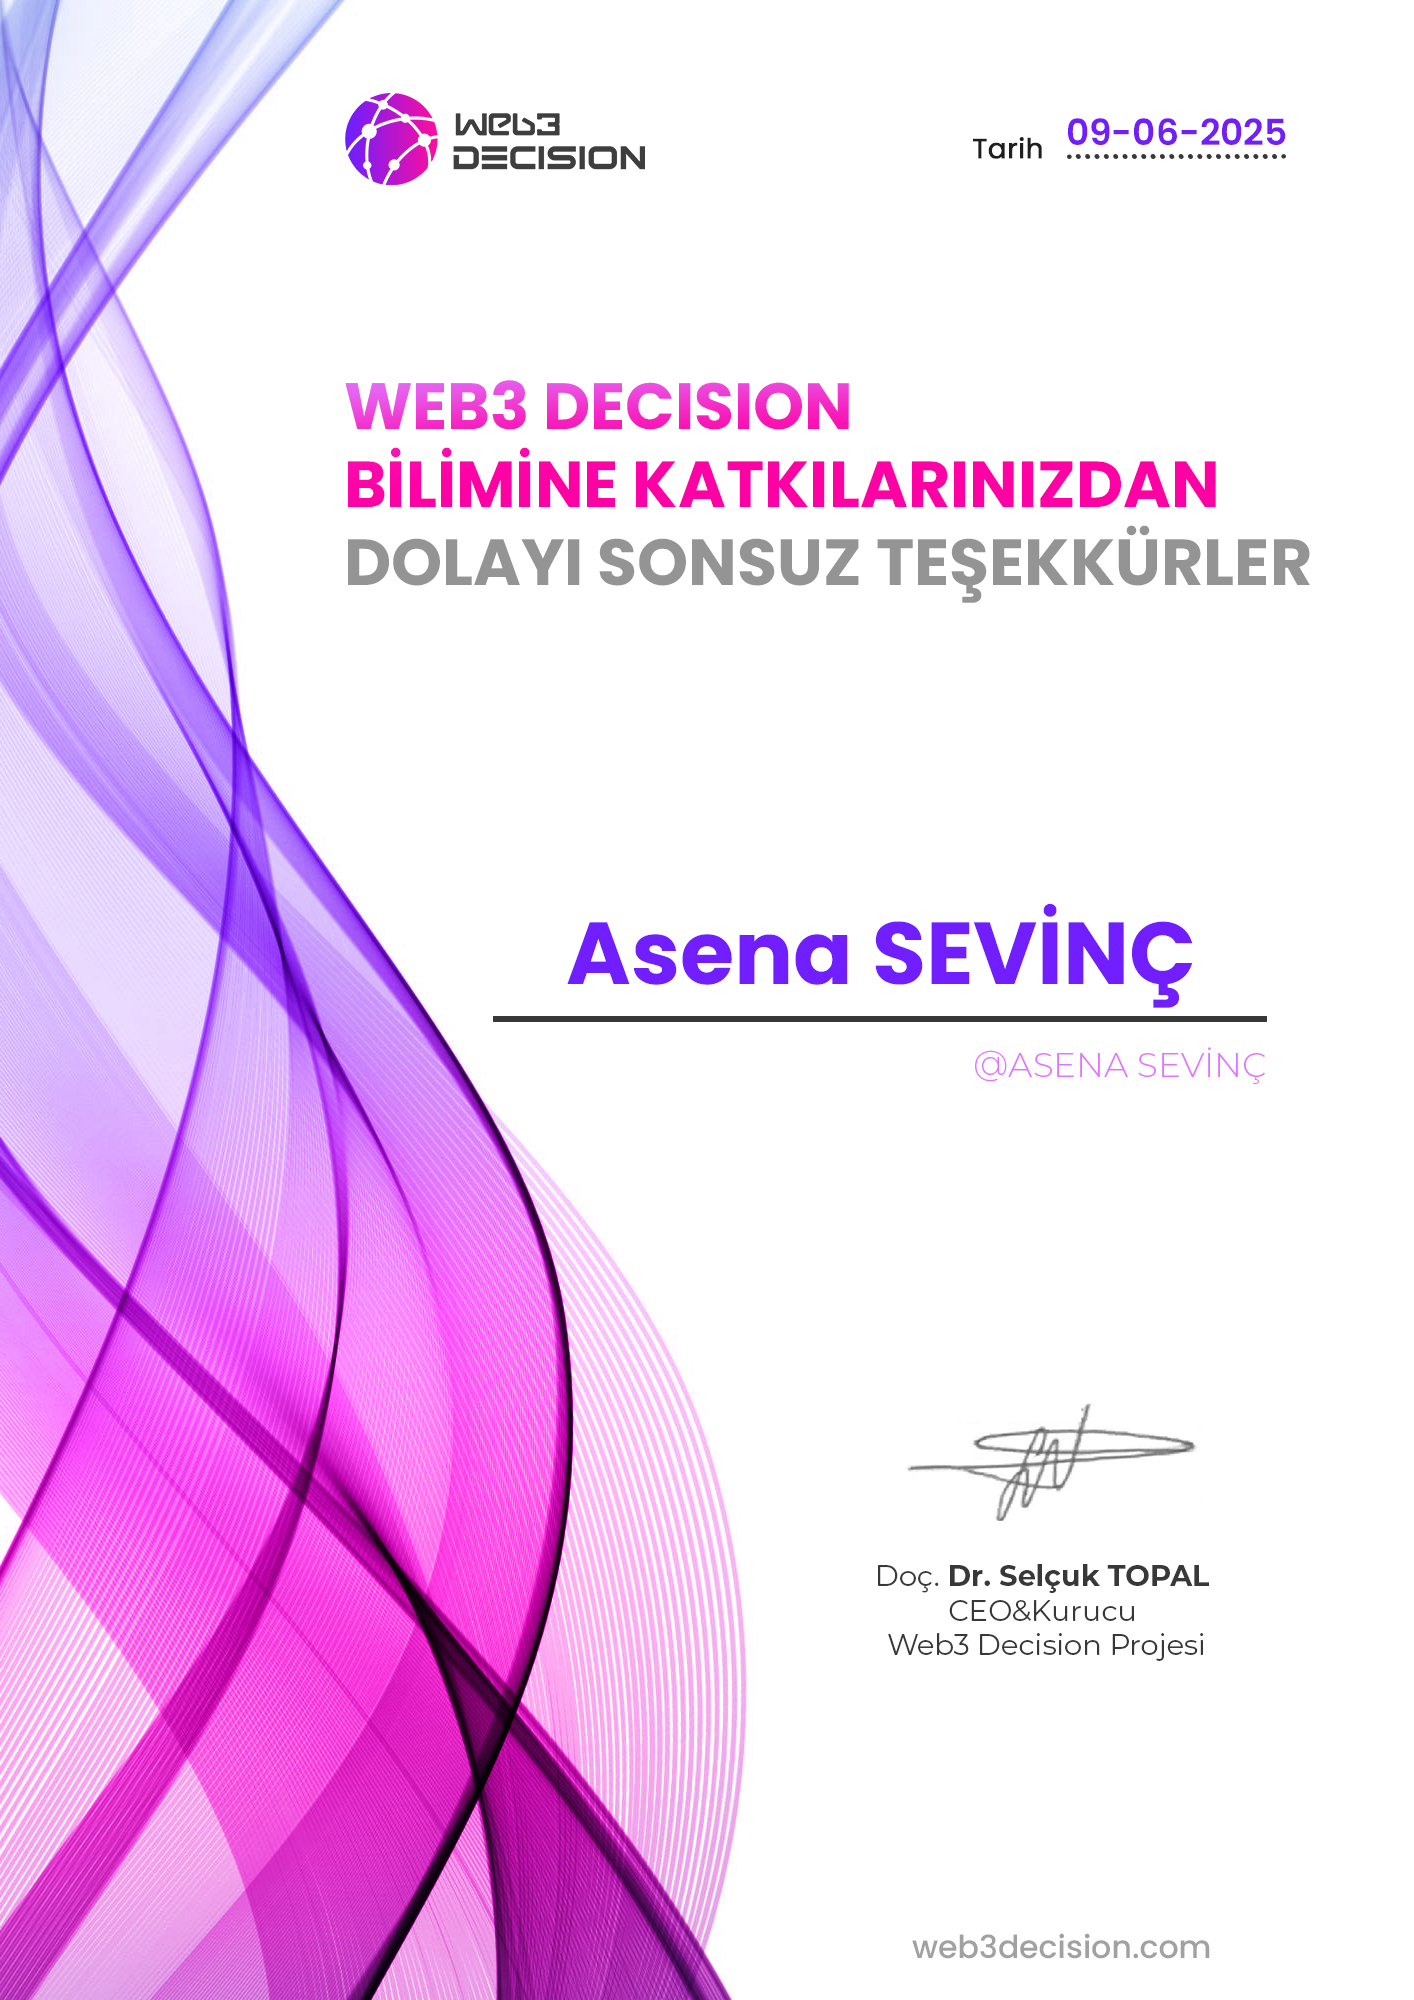 Web3
DECISION
Tarih 09-06-2025
WEB3 DECISION
BİLİMİNE KATKILARINIZDAN
DOLAYI SONSUZ TEŞEKKÜRLER
Asena SEVİNÇ
@ASENA SEVİNÇ
Doç. Dr. Selçuk TOPAL
CEO&Kurucu
Web3 Decision Projesi
web3decision.com